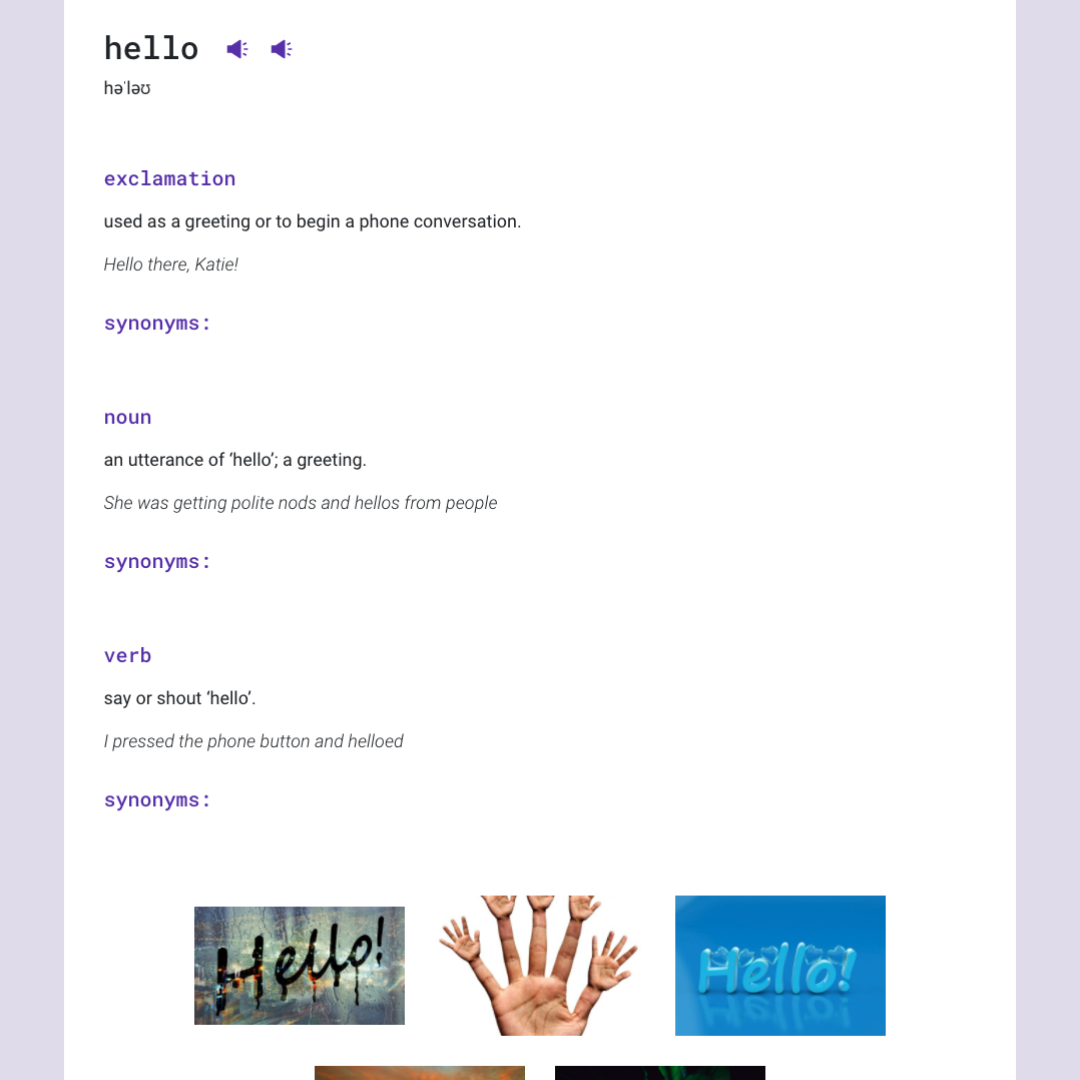 hello
həˈləʊ
exclamation
used as a greeting or to begin a phone conversation.
Hello there, Katie!
synonyms:
noun
an utterance of ‘hello’; a greeting.
She was getting polite nods and hellos from people
synonyms:
verb
say or shout ‘hello’.
I pressed the phone button and helloed
synonyms:
Hello!
Hello!